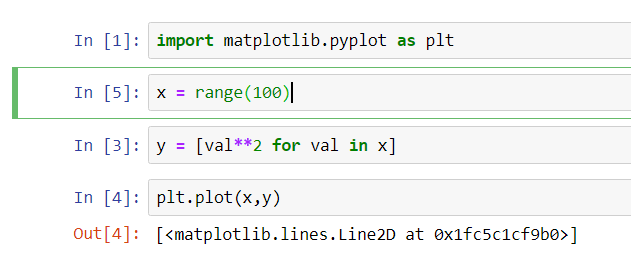 In [1]: import matplotlib.pyplot as plt
In [5]: x = range(100)
In [3]: y = [val**2 for val in x]
In [4]: plt.plot(x,y)
Out[4]: [<matplotlib.lines.Line2D at 0x1fc5c1cf9b0>]